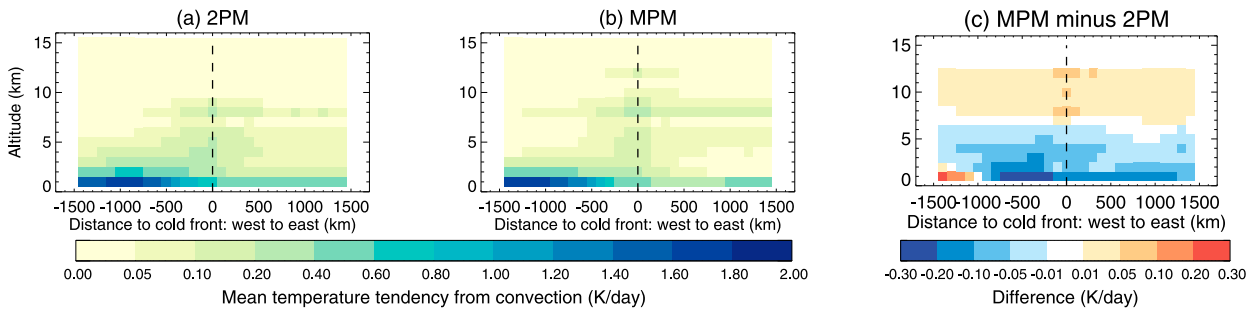 (a) 2PM
(b) MPM
(c) MPM minus 2PM
Altitude (km)
15
10
5
0
15
10
5
0
15
10
5
0
-1500 -1000 -500 0 500 1000 1500
-1500 -1000 -500 0 500 1000 1500
-1500 -1000 -500 0 500 1000 1500
Distance to cold front: west to east (km)
Distance to cold front: west to east (km)
Distance to cold front: west to east (km)
0.00 0.05 0.10 0.20 0.40 0.60 0.80 1.00 1.20 1.40 1.60 1.80 2.00
Mean temperature tendency from convection (K/day)
-0.30 -0.20 -0.10 -0.05 -0.01 0.01 0.05 0.10 0.20 0.30
Difference (K/day)